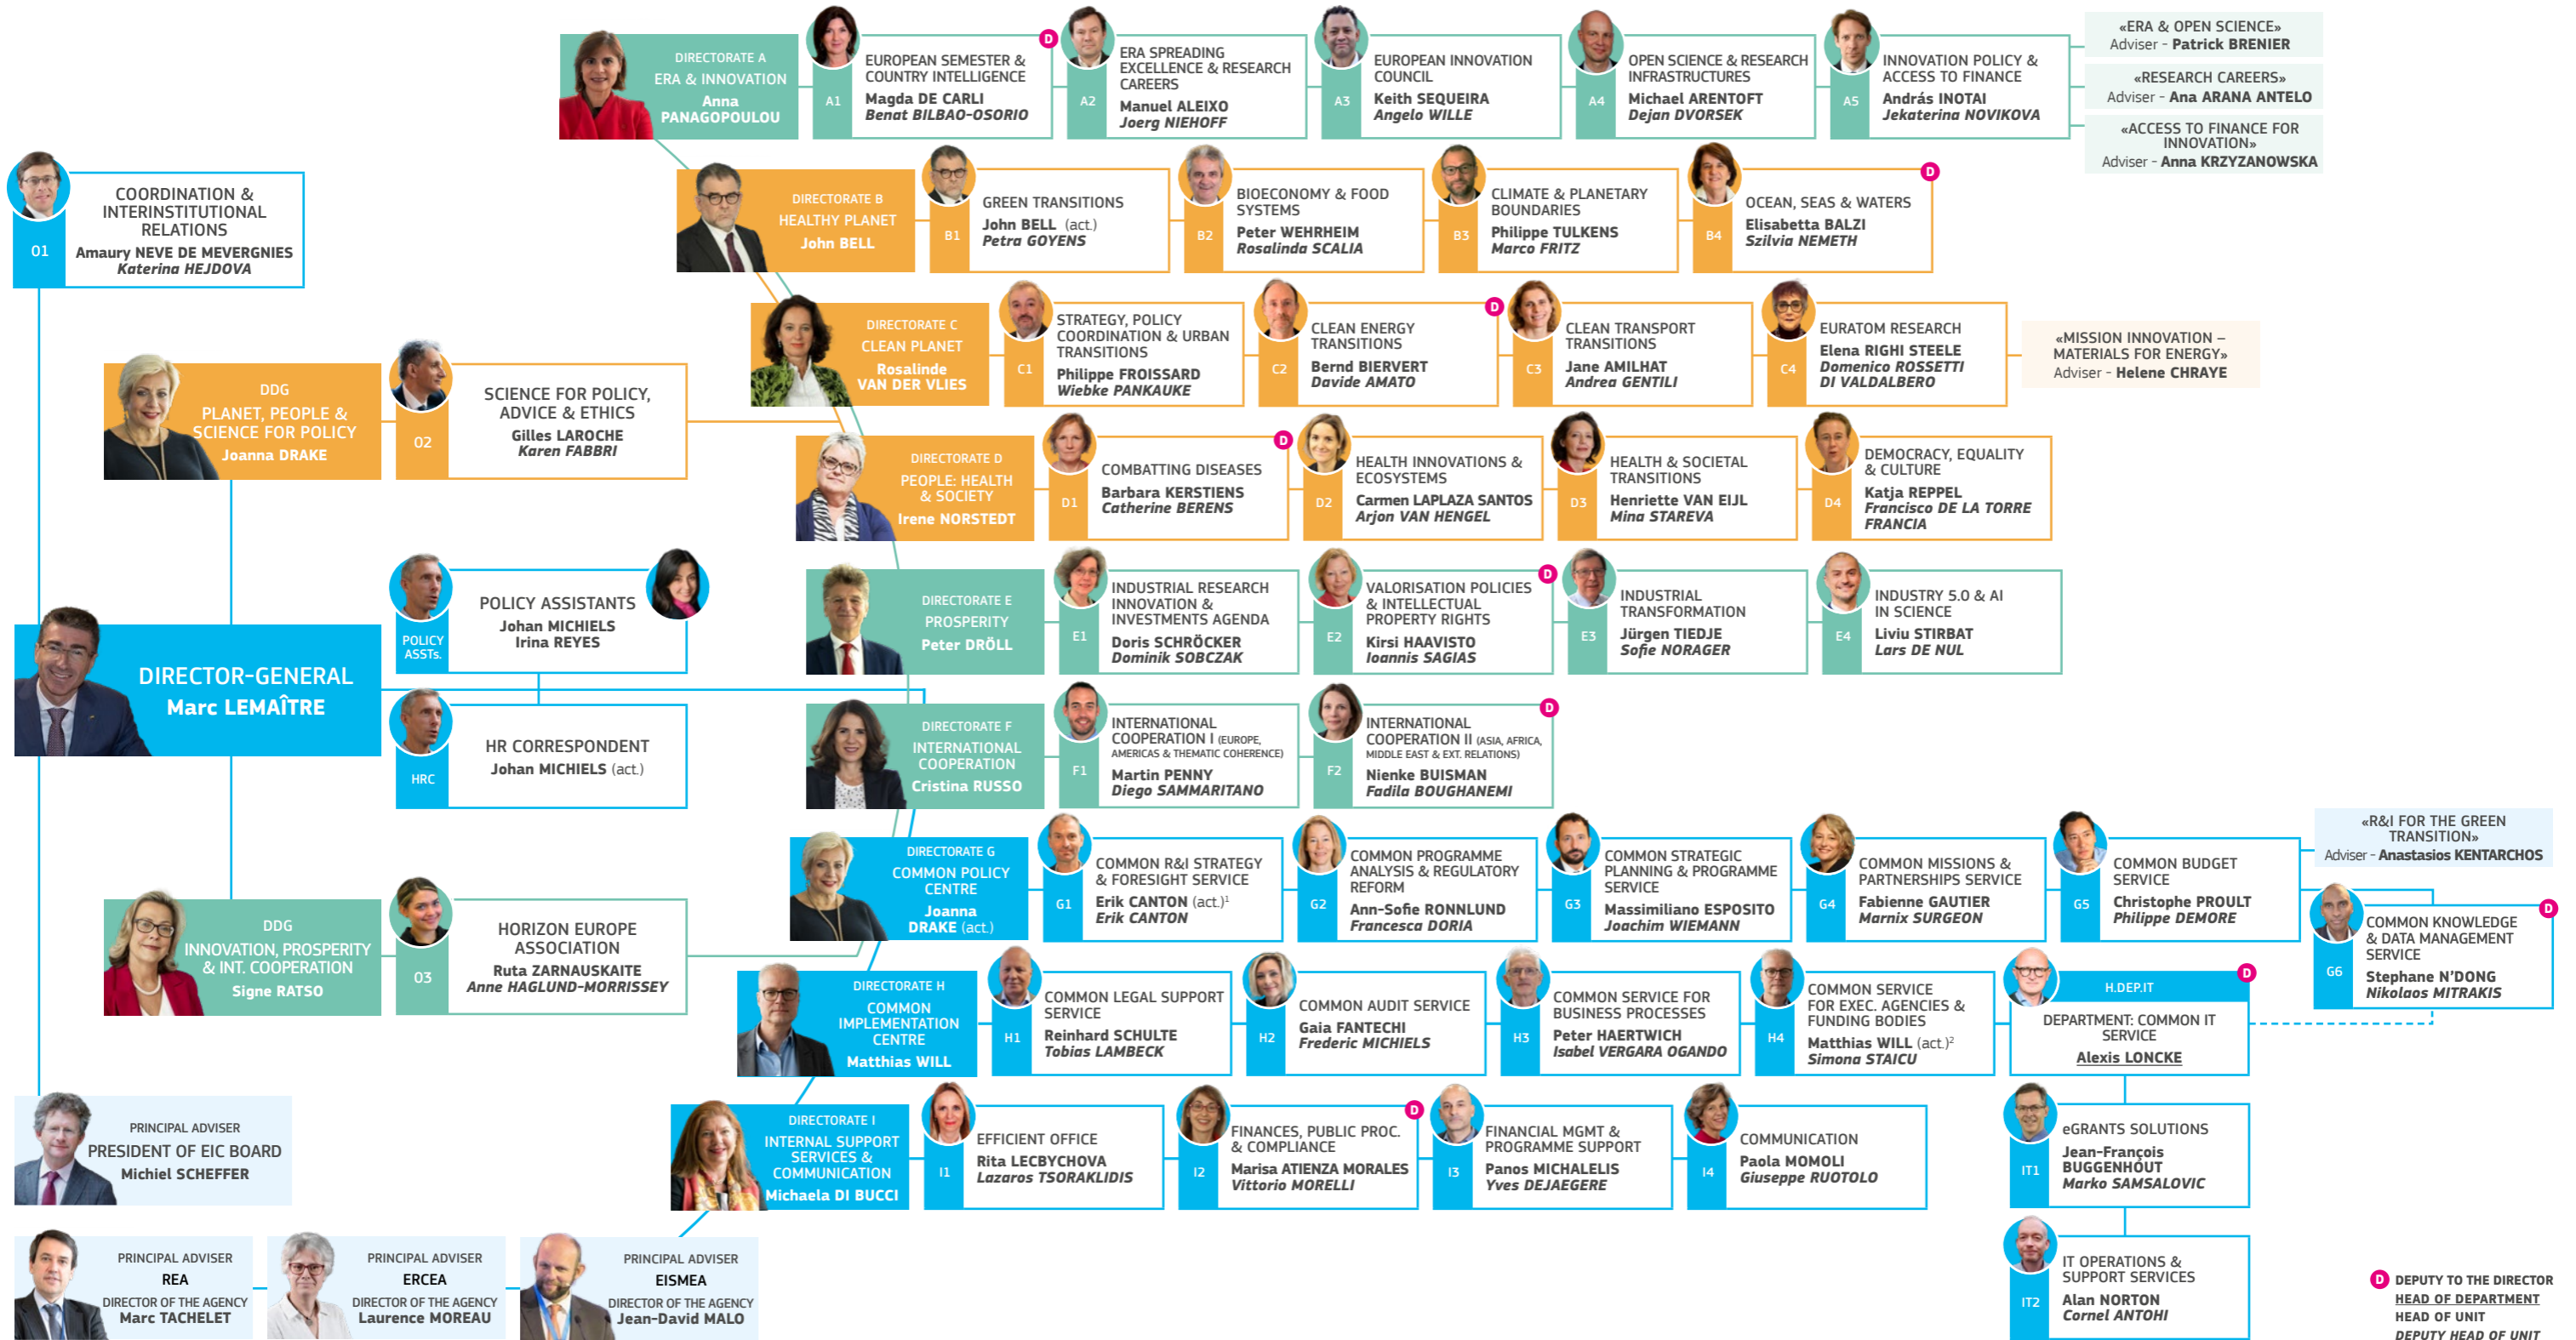 DIRECTORATE A
ERA & INNOVATION
Anna
PANAGOPOULOU
A1
EUROPEAN SEMESTER &
COUNTRY INTELLIGENCE
Magda DE CARLI
Benat BILBAO-OSORIO
D
A2
ERA SPREADING
EXCELLENCE & RESEARCH
CAREERS
Manuel ALEIXO
Joerg NIEHOFF
A3
EUROPEAN INNOVATION
COUNCIL
Keith SEQUEIRA
Angelo WILLE
A4
OPEN SCIENCE & RESEARCH
INFRASTRUCTURES
Michael ARENTOFT
Dejan DVORSEK
A5
INNOVATION POLICY &
ACCESS TO FINANCE
András INOTAI
Jekaterina NOVIKOVA
«ERA & OPEN SCIENCE»
Adviser - Patrick BRENIER
«RESEARCH CAREERS»
Adviser - Ana ARANA ANTELO
«ACCESS TO FINANCE FOR
INNOVATION»
Adviser - Anna KRZYZANOWSKA
01
COORDINATION &
INTERINSTITUTIONAL
RELATIONS
Amaury NEVE DE MEVERGNIES
Katerina HEJDOVA
DIRECTORATE B
HEALTHY PLANET
John BELL
B1
GREEN TRANSITIONS
John BELL (act.)
Petra GOYENS
B2
BIOECONOMY & FOOD
SYSTEMS
Peter WEHRHEIM
Rosalinda SCALIA
B3
CLIMATE & PLANETARY
BOUNDARIES
Philippe TULKENS
Marco FRITZ
B4
OCEAN, SEAS & WATERS
Elisabetta BALZI
Szilvia NEMETH
D
DIRECTORATE C
CLEAN PLANET
Rosalinde
VAN DER VLIES
C1
STRATEGY, POLICY
COORDINATION & URBAN
TRANSITIONS
Philippe FROISSARD
Wiebke PANKAUKE
C2
CLEAN ENERGY
TRANSITIONS
Bernd BIERVERT
Davide AMATO
D
C3
CLEAN TRANSPORT
TRANSITIONS
Jane AMILHAT
Andrea GENTILI
C4
EURATOM RESEARCH
Elena RIGHI STEELE
Domenico ROSSETTI
DI VALDALBERO
«MISSION INNOVATION –
MATERIALS FOR ENERGY»
Adviser - Helene CHRAYE
DDG
PLANET, PEOPLE &
SCIENCE FOR POLICY
Joanna DRAKE
02
SCIENCE FOR POLICY,
ADVICE & ETHICS
Gilles LAROCHE
Karen FABBRI
DIRECTORATE D
PEOPLE: HEALTH
& SOCIETY
Irene NORSTEDT
D1
COMBATTING DISEASES
Barbara KERSTIENS
Catherine BERENS
D
D2
HEALTH INNOVATIONS &
ECOSYSTEMS
Carmen LAPLAZA SANTOS
Arjon VAN HENGEL
D3
HEALTH & SOCIETAL
TRANSITIONS
Henriette VAN EIJL
Mina STAREVA
D4
DEMOCRACY, EQUALITY
& CULTURE
Katja REPPEL
Francisco DE LA TORRE
FRANCIA
POLICY
ASSTs.
POLICY ASSISTANTS
Johan MICHIELS
Irina REYES
DIRECTORATE E
PROSPERITY
Peter DRÖLL
E1
INDUSTRIAL RESEARCH
INNOVATION &
INVESTMENTS AGENDA
Doris SCHRÖCKER
Dominik SOBCZAK
E2
VALORISATION POLICIES
& INTELLECTUAL
PROPERTY RIGHTS
Kirsi HAAVISTO
Ioannis SAGIAS
D
E3
INDUSTRIAL
TRANSFORMATION
Jürgen TIEDJE
Sofie NORAGER
E4
INDUSTRY 5.0 & AI
IN SCIENCE
Liviu STIRBAT
Lars DE NUL
DIRECTOR-GENERAL
Marc LEMAÎTRE
HRC
HR CORRESPONDENT
Johan MICHIELS (act.)
DIRECTORATE F
INTERNATIONAL
COOPERATION
Cristina RUSSO
F1
INTERNATIONAL
COOPERATION I (EUROPE,
AMERICAS & THEMATIC COHERENCE)
Martin PENNY
Diego SAMMARITANO
F2
INTERNATIONAL
COOPERATION II (ASIA, AFRICA,
MIDDLE EAST & EXT. RELATIONS)
Nienke BUISMAN
Fadila BOUGHANEMI
D
DIRECTORATE G
COMMON POLICY
CENTRE
Joanna
DRAKE (act.)
G1
COMMON R&I STRATEGY
& FORESIGHT SERVICE
Erik CANTON (act.)¹
Erik CANTON
G2
COMMON PROGRAMME
ANALYSIS & REGULATORY
REFORM
Ann-Sofie RONNLUND
Francesca DORIA
G3
COMMON STRATEGIC
PLANNING & PROGRAMME
SERVICE
Massimiliano ESPOSITO
Joachim WIEMANN
G4
COMMON MISSIONS &
PARTNERSHIPS SERVICE
Fabienne GAUTIER
Marnix SURGEON
G5
COMMON BUDGET
SERVICE
Christophe PROULT
Philippe DEMORE
«R&I FOR THE GREEN
TRANSITION»
Adviser - Anastasios KENTARCHOS
G6
COMMON KNOWLEDGE
& DATA MANAGEMENT
SERVICE
Stephane N'DONG
Nikolaos MITRAKIS
D
DDG
INNOVATION, PROSPERITY
& INT. COOPERATION
Signe RATSO
03
HORIZON EUROPE
ASSOCIATION
Ruta ZARNAUSKAITE
Anne HAGLUND-MORRISSEY
DIRECTORATE H
COMMON
IMPLEMENTATION
CENTRE
Matthias WILL
H1
COMMON LEGAL SUPPORT
SERVICE
Reinhard SCHULTE
Tobias LAMBECK
H2
COMMON AUDIT SERVICE
Gaia FANTECHI
Frederic MICHIELS
H3
COMMON SERVICE FOR
BUSINESS PROCESSES
Peter HAERTWICH
Isabel VERGARA OGANDO
H4
COMMON SERVICE
FOR EXEC. AGENCIES &
FUNDING BODIES
Matthias WILL (act.)²
Simona STAICU
H.DEP.IT
D
DEPARTMENT: COMMON IT
SERVICE
Alexis LONCKE
PRINCIPAL ADVISER
PRESIDENT OF EIC BOARD
Michiel SCHEFFER
DIRECTORATE I
INTERNAL SUPPORT
SERVICES &
COMMUNICATION
Michaela DI BUCCI
I1
EFFICIENT OFFICE
Rita LECBYCHOVA
Lazaros TSORAKLIDIS
I2
FINANCES, PUBLIC PROC.
& COMPLIANCE
Marisa ATIENZA MORALES
Vittorio MORELLI
D
I3
FINANCIAL MGMT &
PROGRAMME SUPPORT
Panos MICHALELIS
Yves DEJAEGERE
I4
COMMUNICATION
Paola MOMOLI
Giuseppe RUOTOLO
IT1
eGRANTS SOLUTIONS
Jean-François
BUGGENHOUT
Marko SAMSALOVIC
PRINCIPAL ADVISER
REA
DIRECTOR OF THE AGENCY
Marc TACHELET
PRINCIPAL ADVISER
ERCEA
DIRECTOR OF THE AGENCY
Laurence MOREAU
PRINCIPAL ADVISER
EISMEA
DIRECTOR OF THE AGENCY
Jean-David MALO
IT2
IT OPERATIONS &
SUPPORT SERVICES
Alan NORTON
Cornel ANTOHI
D DEPUTY TO THE DIRECTOR
HEAD OF DEPARTMENT
HEAD OF UNIT
DEPUTY HEAD OF UNIT